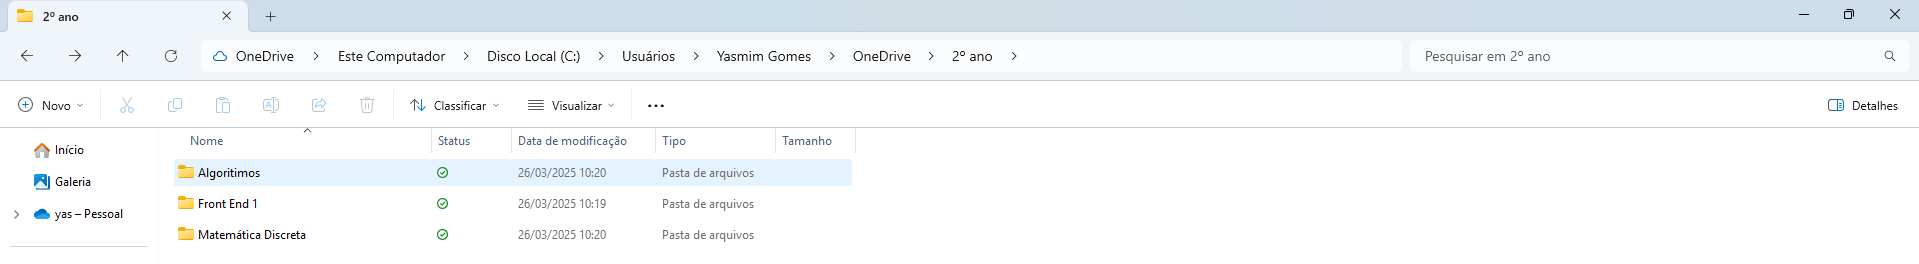 2º ano
OneDrive > Este Computador > Disco Local (C:) > Usuários > Yasmim Gomes > OneDrive > 2º ano >
Pesquisar em 2º ano
Novo
Classificar
Visualizar
Detalhes
Início
Galeria
yas – Pessoal
Nome Status Data de modificação Tipo Tamanho
Algoritimos 26/03/2025 10:20 Pasta de arquivos
Front End 1 26/03/2025 10:19 Pasta de arquivos
Matemática Discreta 26/03/2025 10:20 Pasta de arquivos